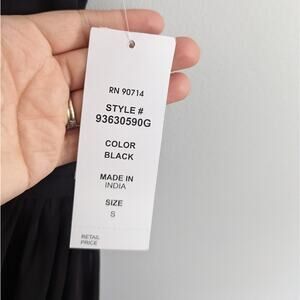 RN 90714
STYLE #
93630590G
COLOR
BLACK
MADE IN
INDIA
SIZE
S
RETAIL
PRICE